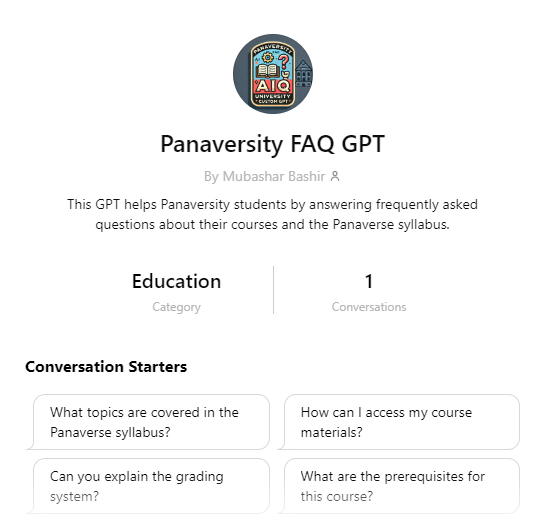 PANAVERSITY
?
AIQ
UNIVERSITY
CUSTOM GPT
Panaversity FAQ GPT
By Mubashar Bashir
This GPT helps Panaversity students by answering frequently asked
questions about their courses and the Panaverse syllabus.
Education
1
Category
Conversations
Conversation Starters
What topics are covered in the
Panaverse syllabus?
How can I access my course
materials?
Can you explain the grading
system?
What are the prerequisites for
this course?